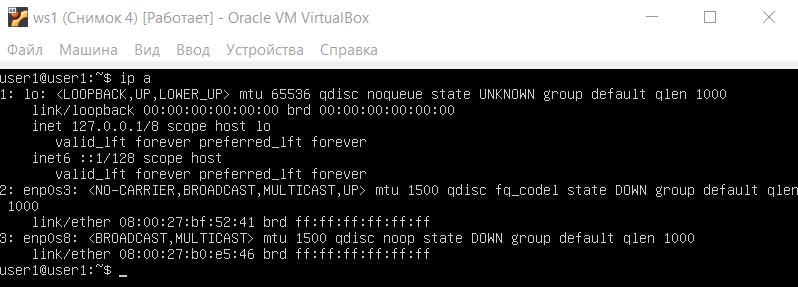 ws1 (Снимок 4) [Работает] - Oracle VM VirtualBox
Файл Машина Вид Ввод Устройства Справка
user1@user1:~$ ip a
1: lo: <LOOPBACK,UP,LOWER_UP> mtu 65536 qdisc noqueue state UNKNOWN group default qlen 1000
    link/loopback 00:00:00:00:00:00 brd 00:00:00:00:00:00
    inet 127.0.0.1/8 scope host lo
       valid_lft forever preferred_lft forever
    inet6 ::1/128 scope host
       valid_lft forever preferred_lft forever
2: enp0s3: <NO-CARRIER,BROADCAST,MULTICAST,UP> mtu 1500 qdisc fq_codel state DOWN group default qlen
 1000
    link/ether 08:00:27:bf:52:41 brd ff:ff:ff:ff:ff:ff
3: enp0s8: <BROADCAST,MULTICAST> mtu 1500 qdisc noop state DOWN group default qlen 1000
    link/ether 08:00:27:b0:e5:46 brd ff:ff:ff:ff:ff:ff
user1@user1:~$ _